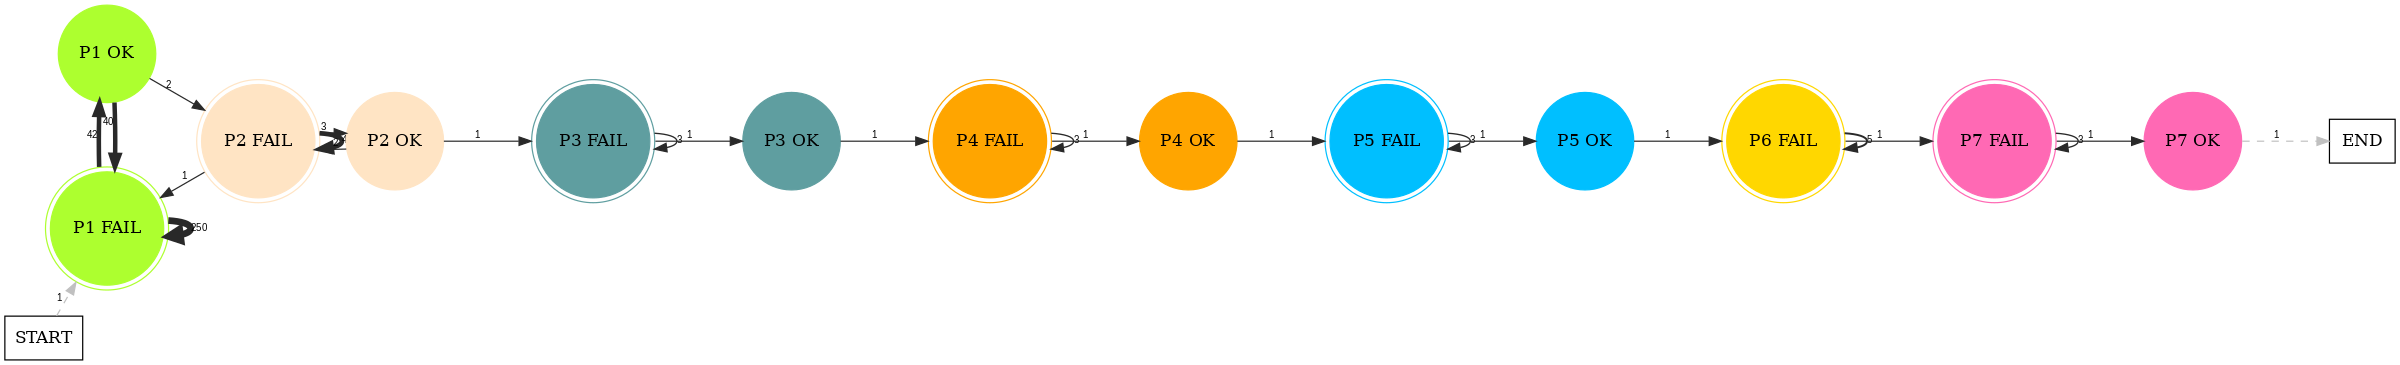 P1 OK
2
42
40
P2 FAIL
3
P2 OK
1
P3 FAIL
3
1
P3 OK
1
P4 FAIL
3
1
P4 OK
1
P5 FAIL
3
1
P5 OK
1
P6 FAIL
5
1
P7 FAIL
3
1
P7 OK
1
END
1
P1 FAIL
250
1
START